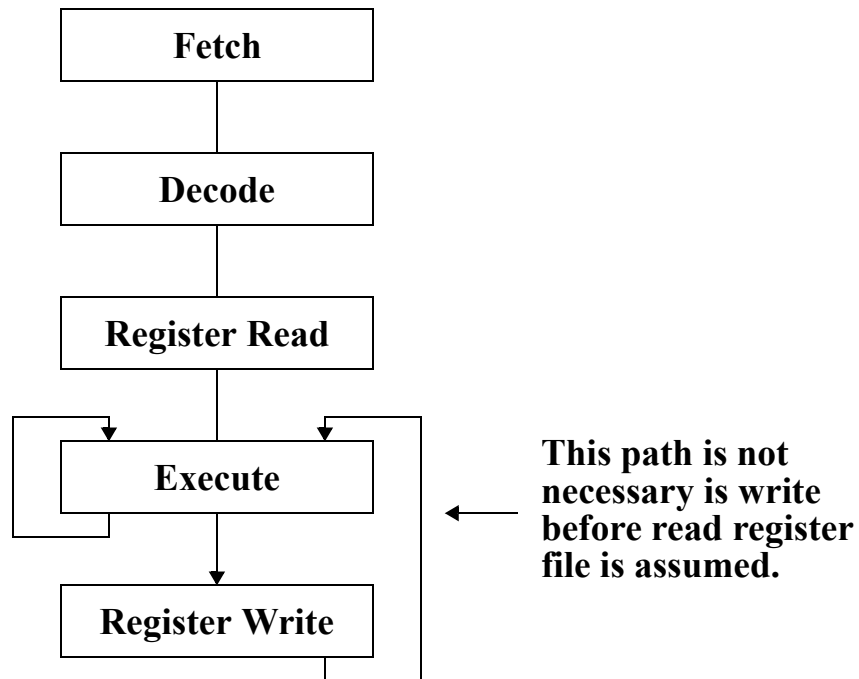 Fetch
Decode
Register Read
Execute
This path is not
necessary is write
before read register
file is assumed.
Register Write